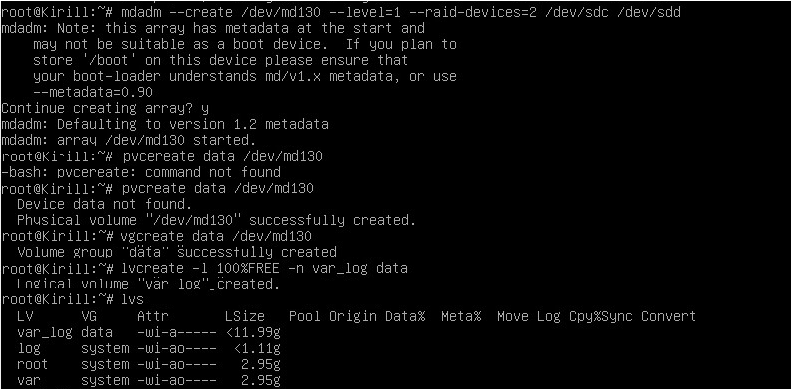 root@Kirill:~# mdadm --create /dev/md130 --level=1 --raid-devices=2 /dev/sdc /dev/sdd
mdadm: Note: this array has metadata at the start and
    may not be suitable as a boot device.  If you plan to
    store '/boot' on this device please ensure that
    your boot-loader understands md/v1.x metadata, or use
    --metadata=0.90
Continue creating array? y
mdadm: Defaulting to version 1.2 metadata
mdadm: array /dev/md130 started.
root@Kirill:~# pvcereate data /dev/md130
-bash: pvcereate: command not found
root@Kirill:~# pvcreate data /dev/md130
  Device data not found.
  Physical volume "/dev/md130" successfully created.
root@Kirill:~# vgcreate data /dev/md130
  Volume group "data" successfully created
root@Kirill:~# lvcreate -l 100%FREE -n var_log data
  Logical volume "var_log" created.
root@Kirill:~# lvs
  LV      VG     Attr       LSize   Pool Origin Data%  Meta%  Move Log Cpy%Sync Convert
  var_log data   -wi-a----- <11.99g
  log     system -wi-ao----  <1.11g
  root    system -wi-ao----   2.95g
  var     system -wi-ao----   2.95g